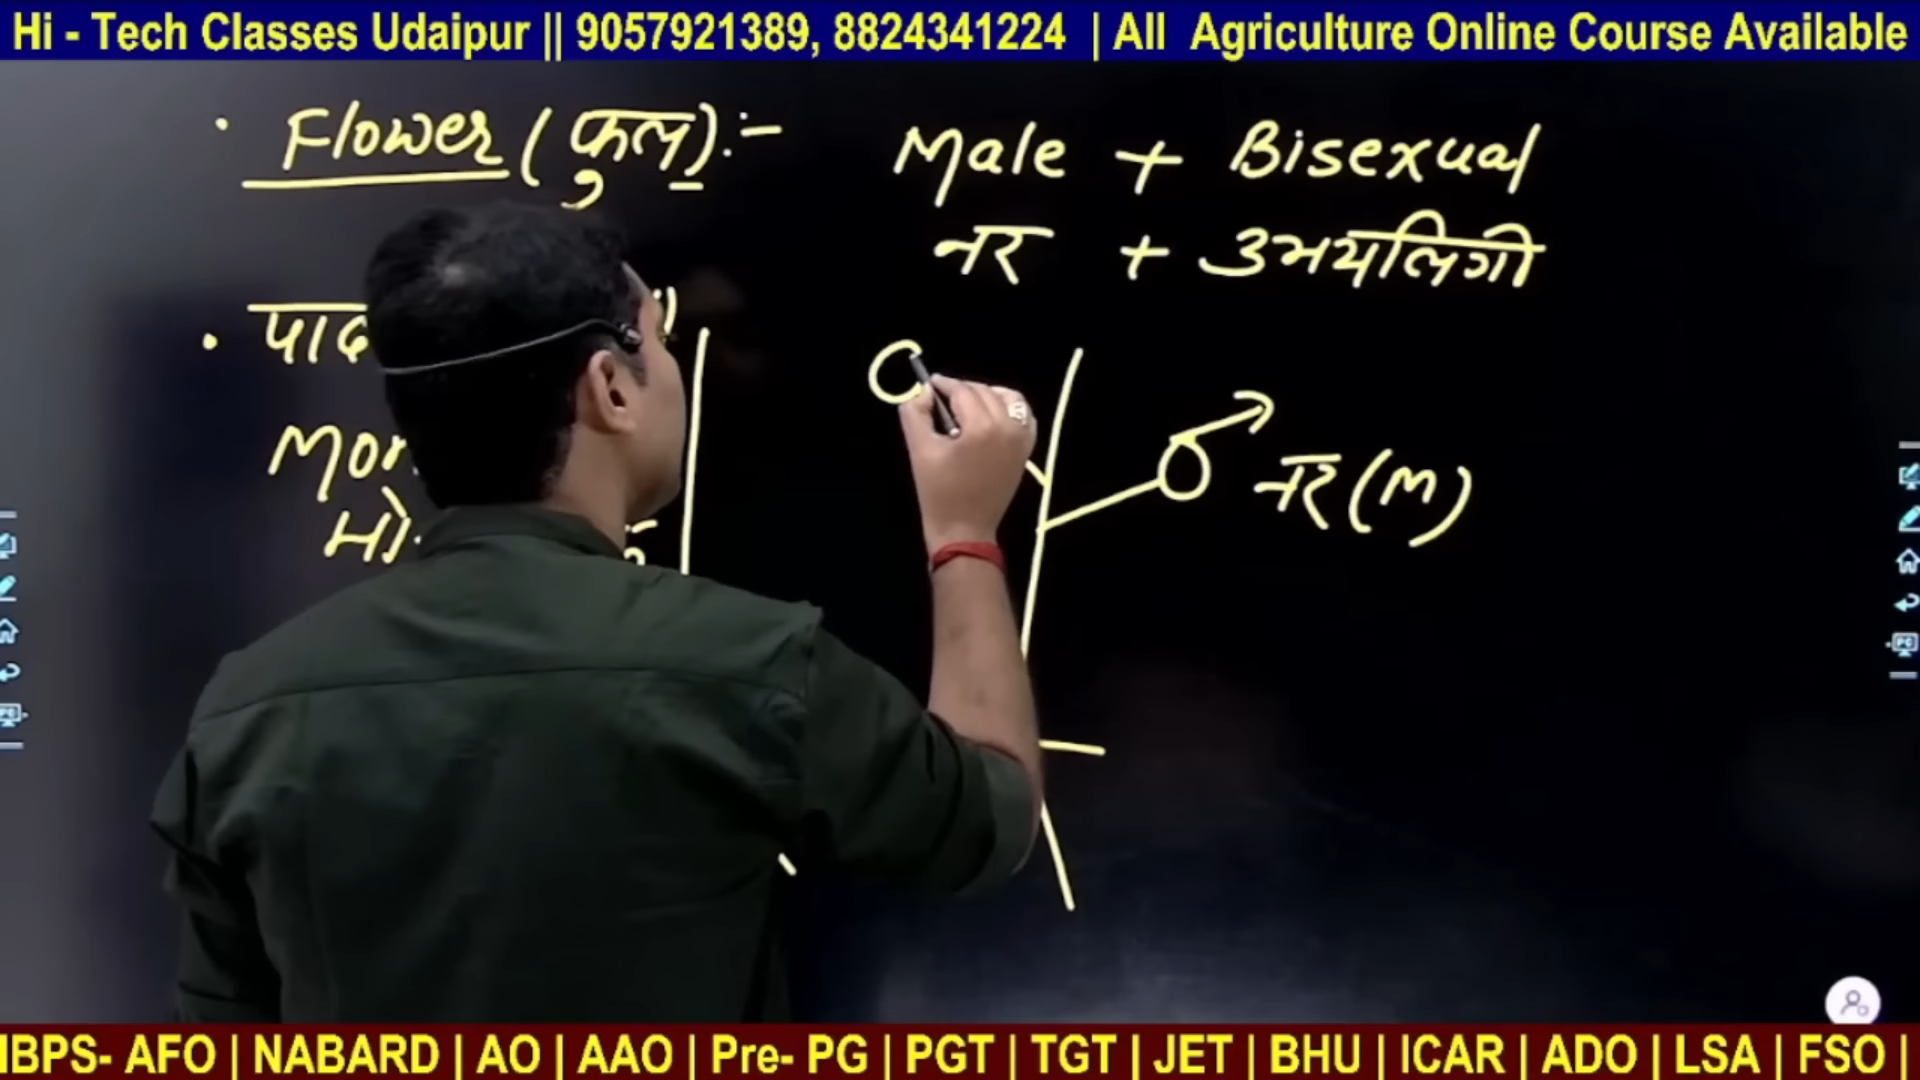 Hi - Tech Classes Udaipur || 9057921389, 8824341224 | All Agriculture Online Course Available
• Flower (फुल) :- Male + Bisexual
नर + उभयलिंगी
नर (M)
IBPS- AFO | NABARD | AO | AAO | Pre- PG | PGT | TGT | JET | BHU | ICAR | ADO | LSA | FSO |